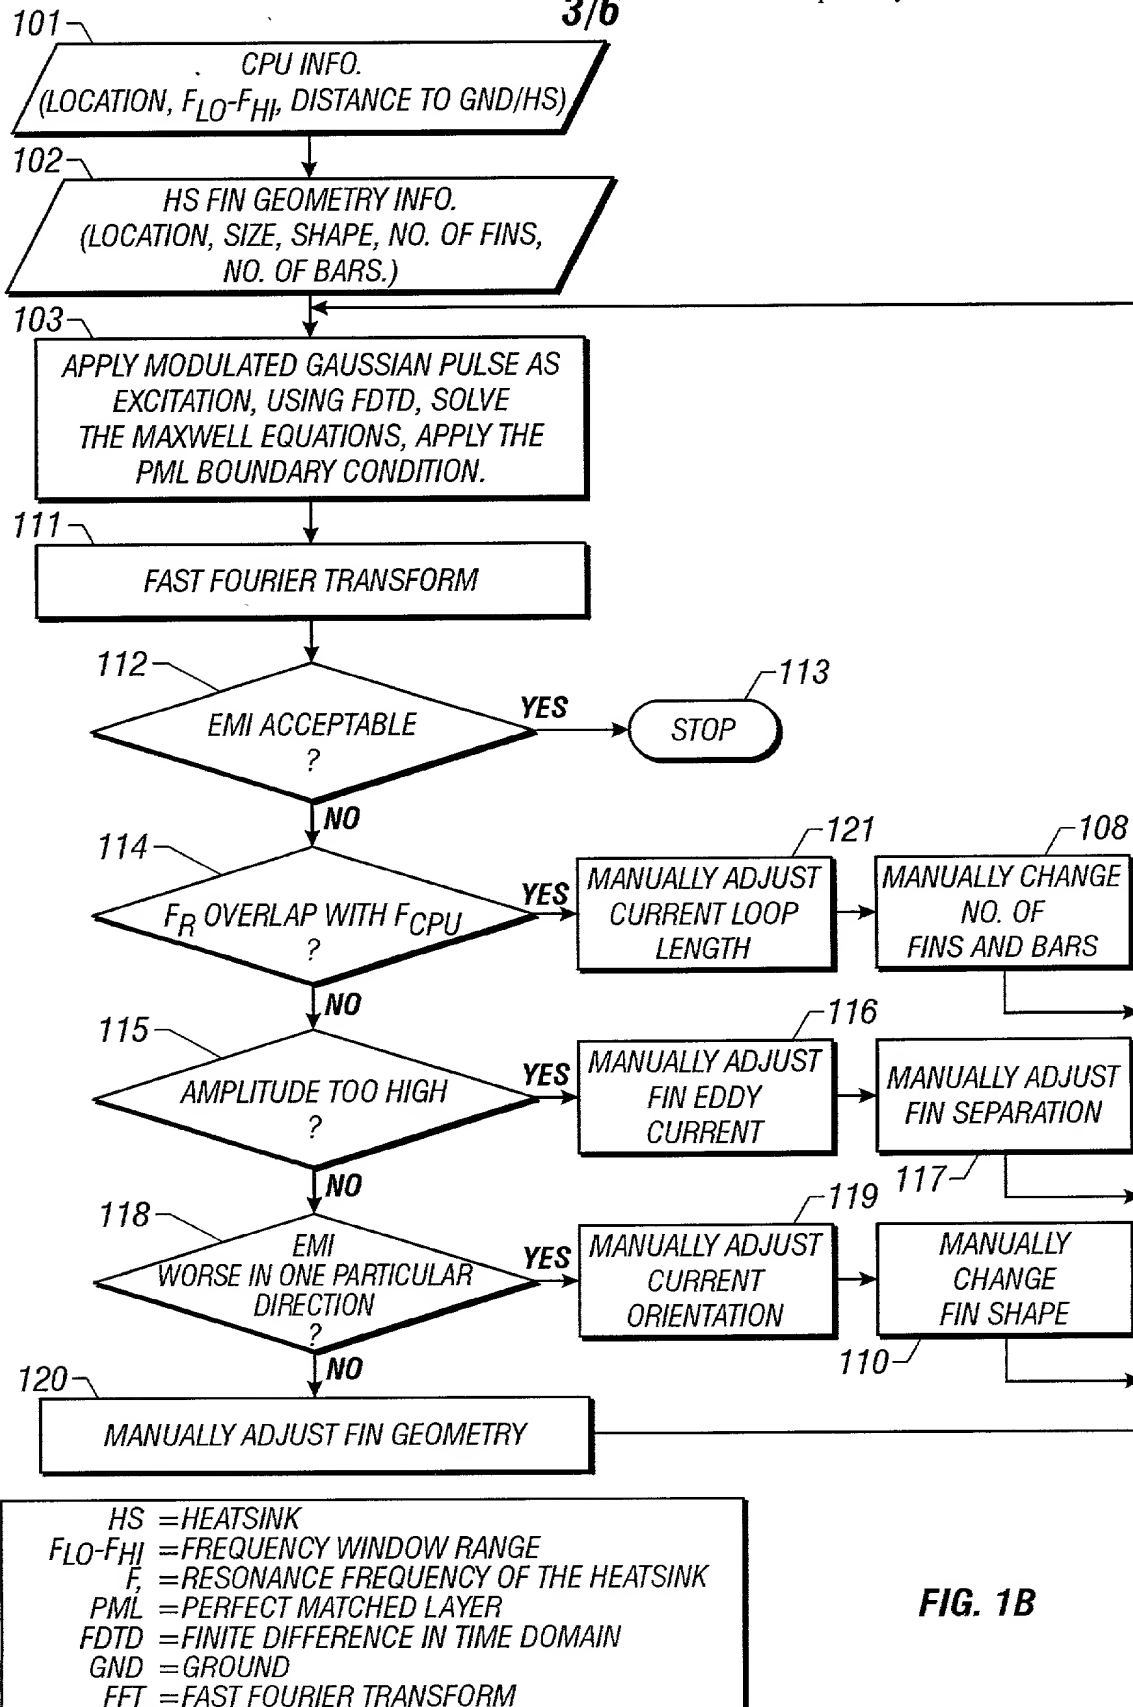 3/6
101
CPU INFO.
(LOCATION, FLO-FHI, DISTANCE TO GND/HS)
102
HS FIN GEOMETRY INFO.
(LOCATION, SIZE, SHAPE, NO. OF FINS,
NO. OF BARS.)
103
APPLY MODULATED GAUSSIAN PULSE AS
EXCITATION, USING FDTD, SOLVE
THE MAXWELL EQUATIONS, APPLY THE
PML BOUNDARY CONDITION.
111
FAST FOURIER TRANSFORM
112
EMI ACCEPTABLE
?
YES
113
STOP
NO
114
FR OVERLAP WITH FCPU
?
YES
121
MANUALLY ADJUST
CURRENT LOOP
LENGTH
108
MANUALLY CHANGE
NO. OF
FINS AND BARS
NO
115
AMPLITUDE TOO HIGH
?
YES
116
MANUALLY ADJUST
FIN EDDY
CURRENT
MANUALLY ADJUST
FIN SEPARATION
117
NO
118
EMI
WORSE IN ONE PARTICULAR
DIRECTION
?
YES
119
MANUALLY ADJUST
CURRENT
ORIENTATION
MANUALLY
CHANGE
FIN SHAPE
110
NO
120
MANUALLY ADJUST FIN GEOMETRY
HS =HEATSINK
FLO-FHI =FREQUENCY WINDOW RANGE
F, =RESONANCE FREQUENCY OF THE HEATSINK
PML =PERFECT MATCHED LAYER
FDTD =FINITE DIFFERENCE IN TIME DOMAIN
GND =GROUND
FFT =FAST FOURIER TRANSFORM
FIG. 1B